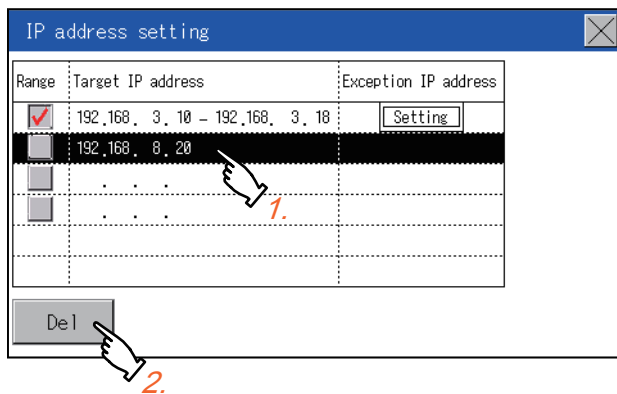 IP address setting
Range Target IP address Exception IP address
192.168. 3. 10 - 192.168. 3. 18 Setting
192.168. 8. 20
. . .
1.
. . .
Del
2.